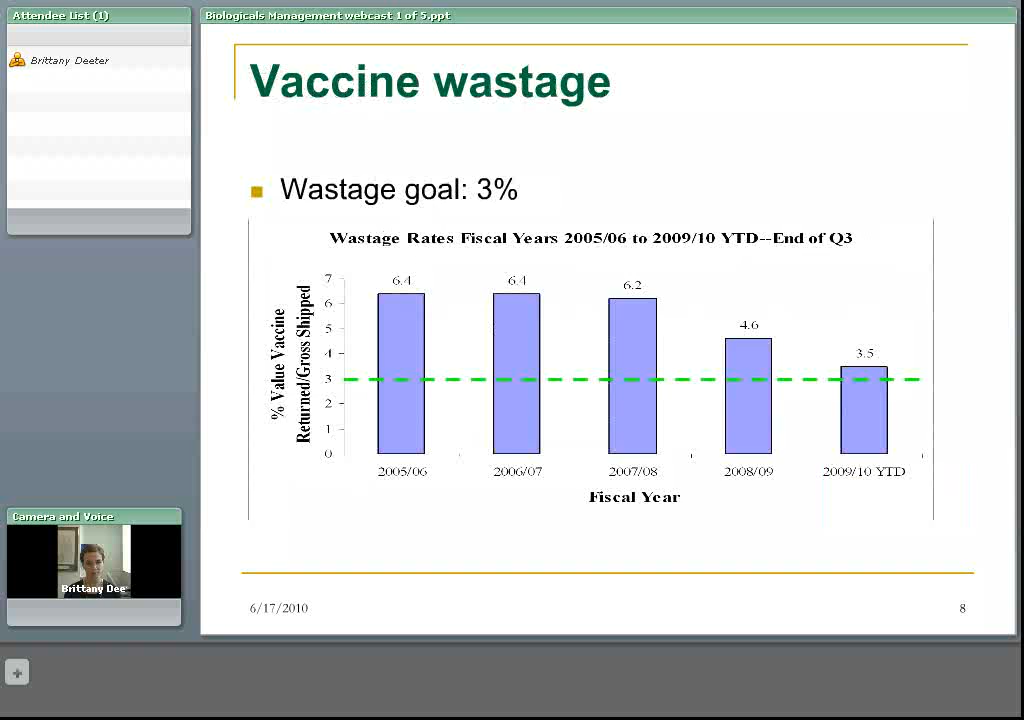 Attendee List (1)
Brittany Deeter
Biologicals Management webcast 1 of 5.ppt
Vaccine wastage
Wastage goal: 3%
Wastage Rates Fiscal Years 2005/06 to 2009/10 YTD--End of Q3
% Value Vaccine
Returned/Gross Shipped
7
6
5
4
3
2
1
0
6.4
6.4
6.2
4.6
3.5
2005/06
2006/07
2007/08
2008/09
2009/10 YTD
Fiscal Year
6/17/2010
8
Camera and Voice
Brittany Dee